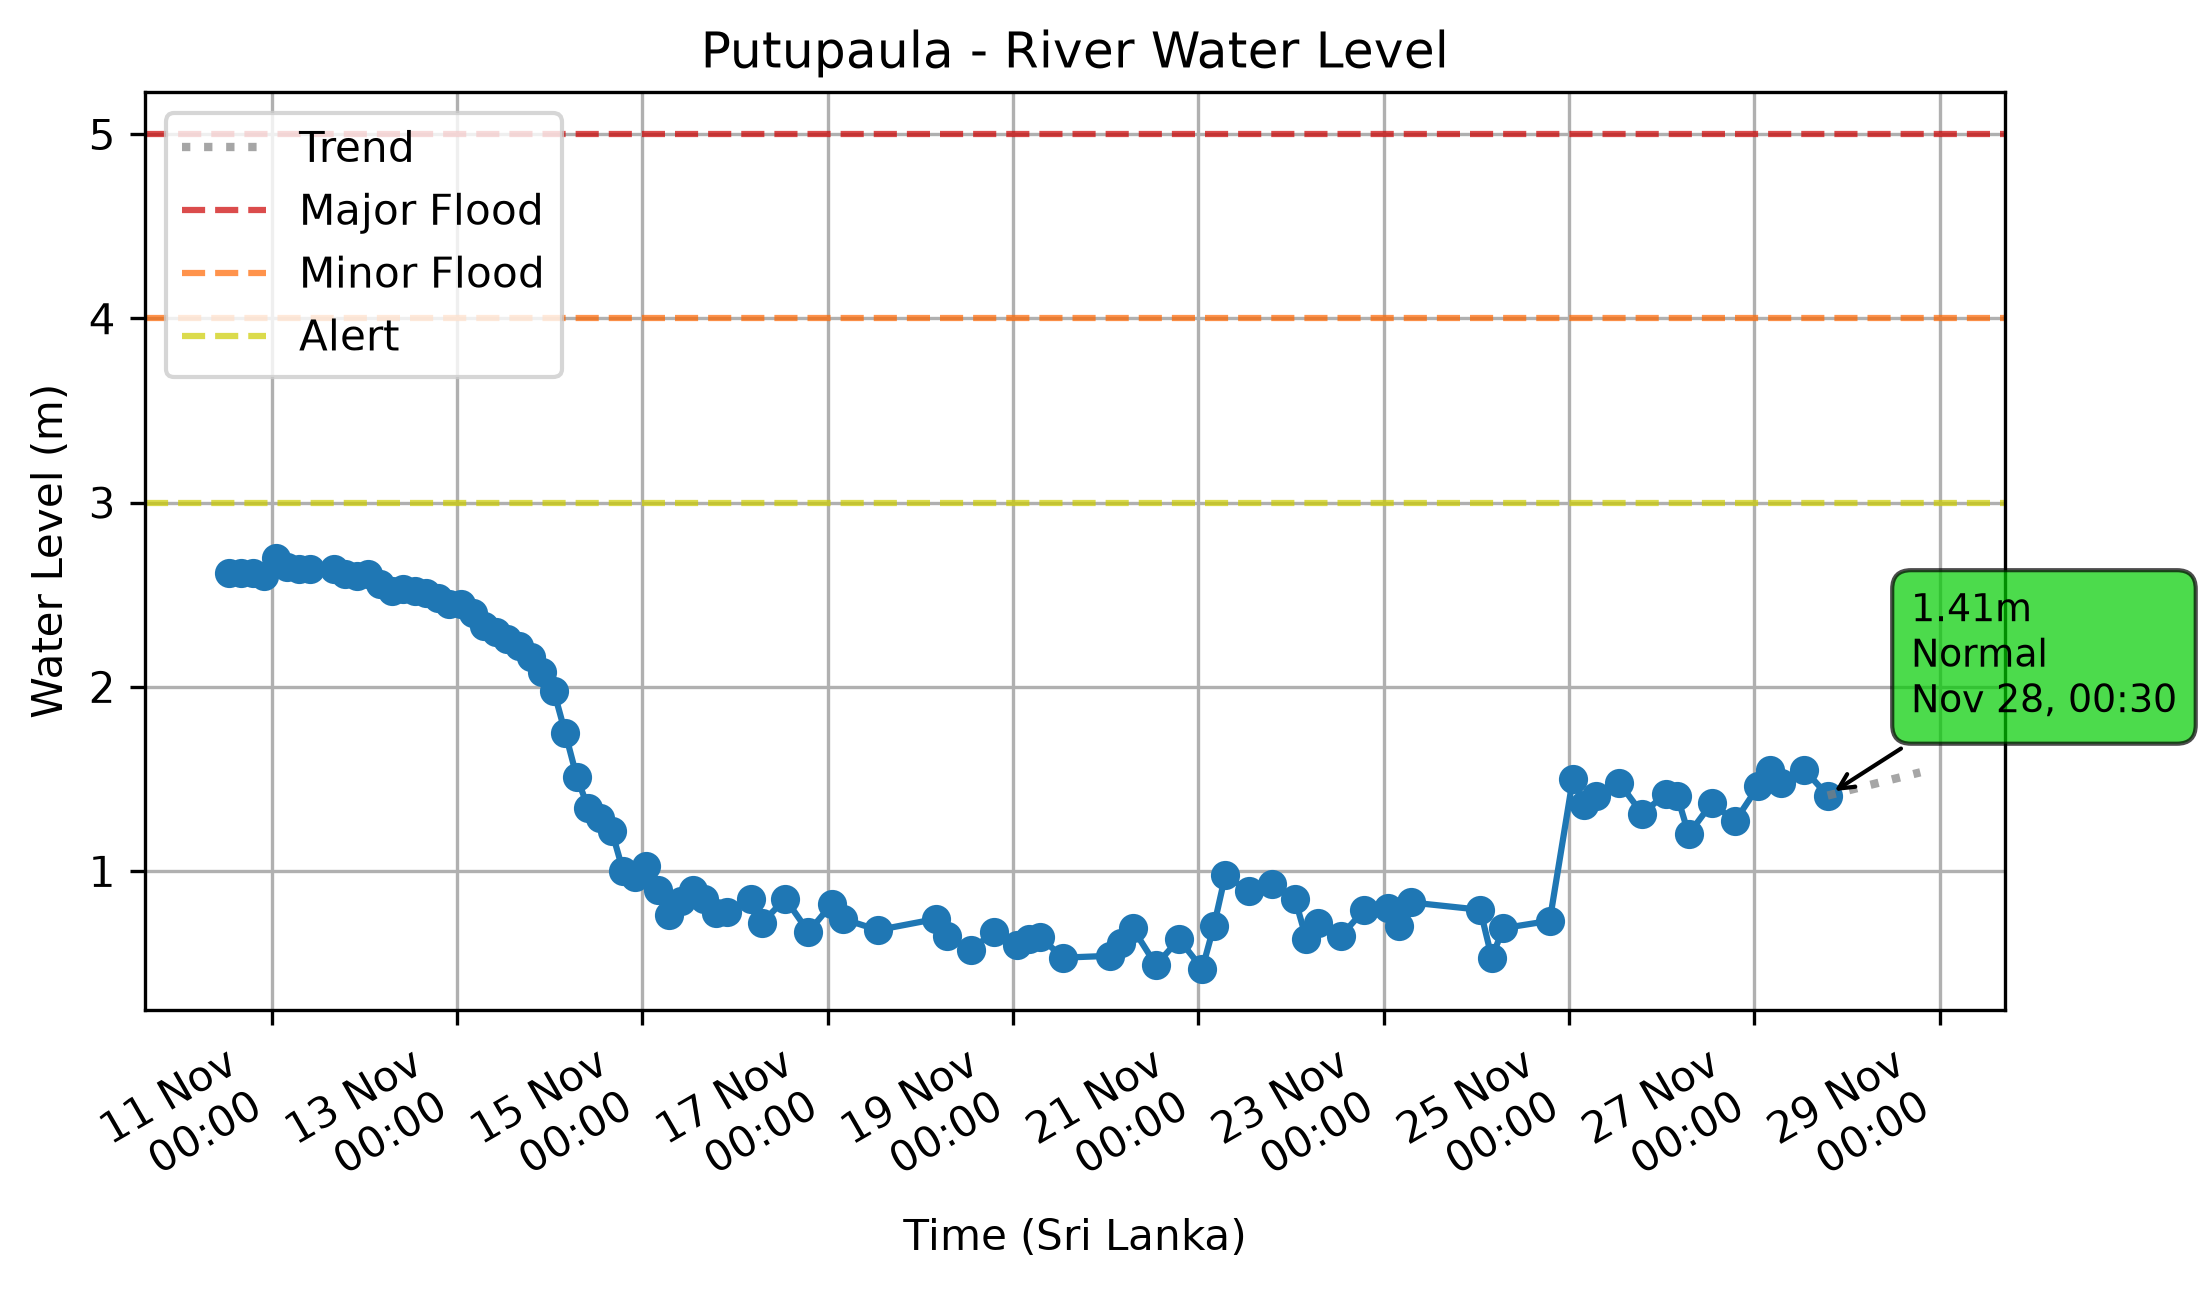 Putupaula - River Water Level
Trend
Major Flood
Minor Flood
Alert
5
4
3
2
1
Water Level (m)
1.41m
Normal
Nov 28, 00:30
11 Nov
00:00
13 Nov
00:00
15 Nov
00:00
17 Nov
00:00
19 Nov
00:00
21 Nov
00:00
23 Nov
00:00
25 Nov
00:00
27 Nov
00:00
29 Nov
00:00
Time (Sri Lanka)